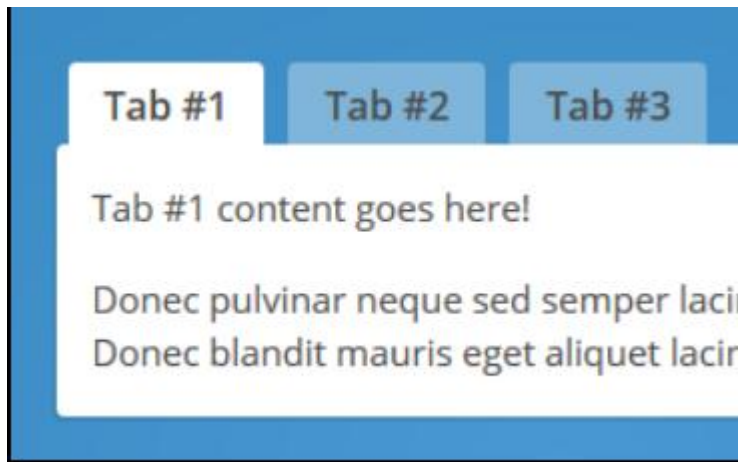 Tab #1 Tab #2 Tab #3
Tab #1 content goes here!
Donec pulvinar neque sed semper
Donec blandit mauris eget aliquet